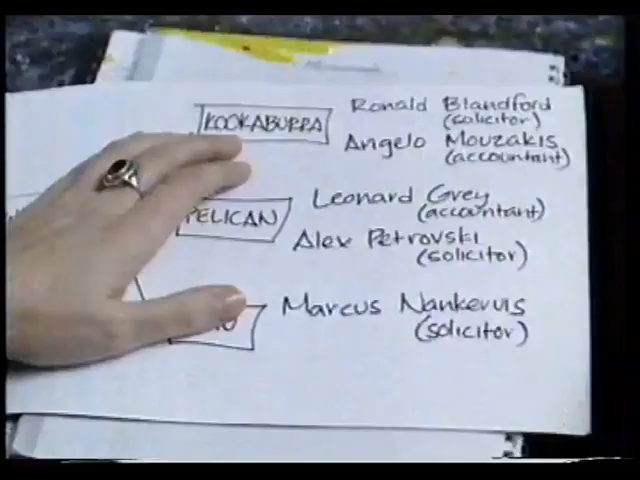 KOOKABURRA
Ronald Blandford
(solicitor)
Angelo Mouzakis
(accountant)
PELICAN
Leonard Grey
(accountant)
Alex Petrovski
(solicitor)
Marcus Nankervis
(solicitor)